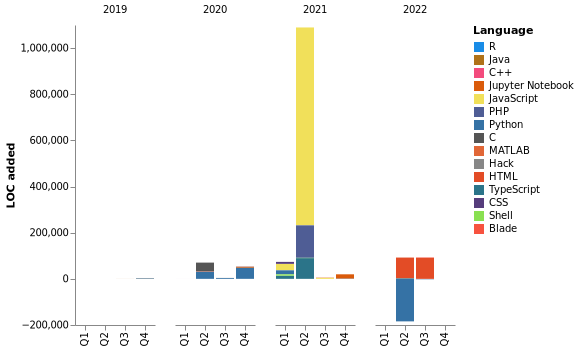 2019
2020
2021
2022
Language
R
Java
C++
Jupyter Notebook
JavaScript
PHP
Python
C
MATLAB
Hack
HTML
TypeScript
CSS
Shell
Blade
LOC added
1,000,000
800,000
600,000
400,000
200,000
0
−200,000
Q1
Q2
Q3
Q4
Q1
Q2
Q3
Q4
Q1
Q2
Q3
Q4
Q1
Q2
Q3
Q4